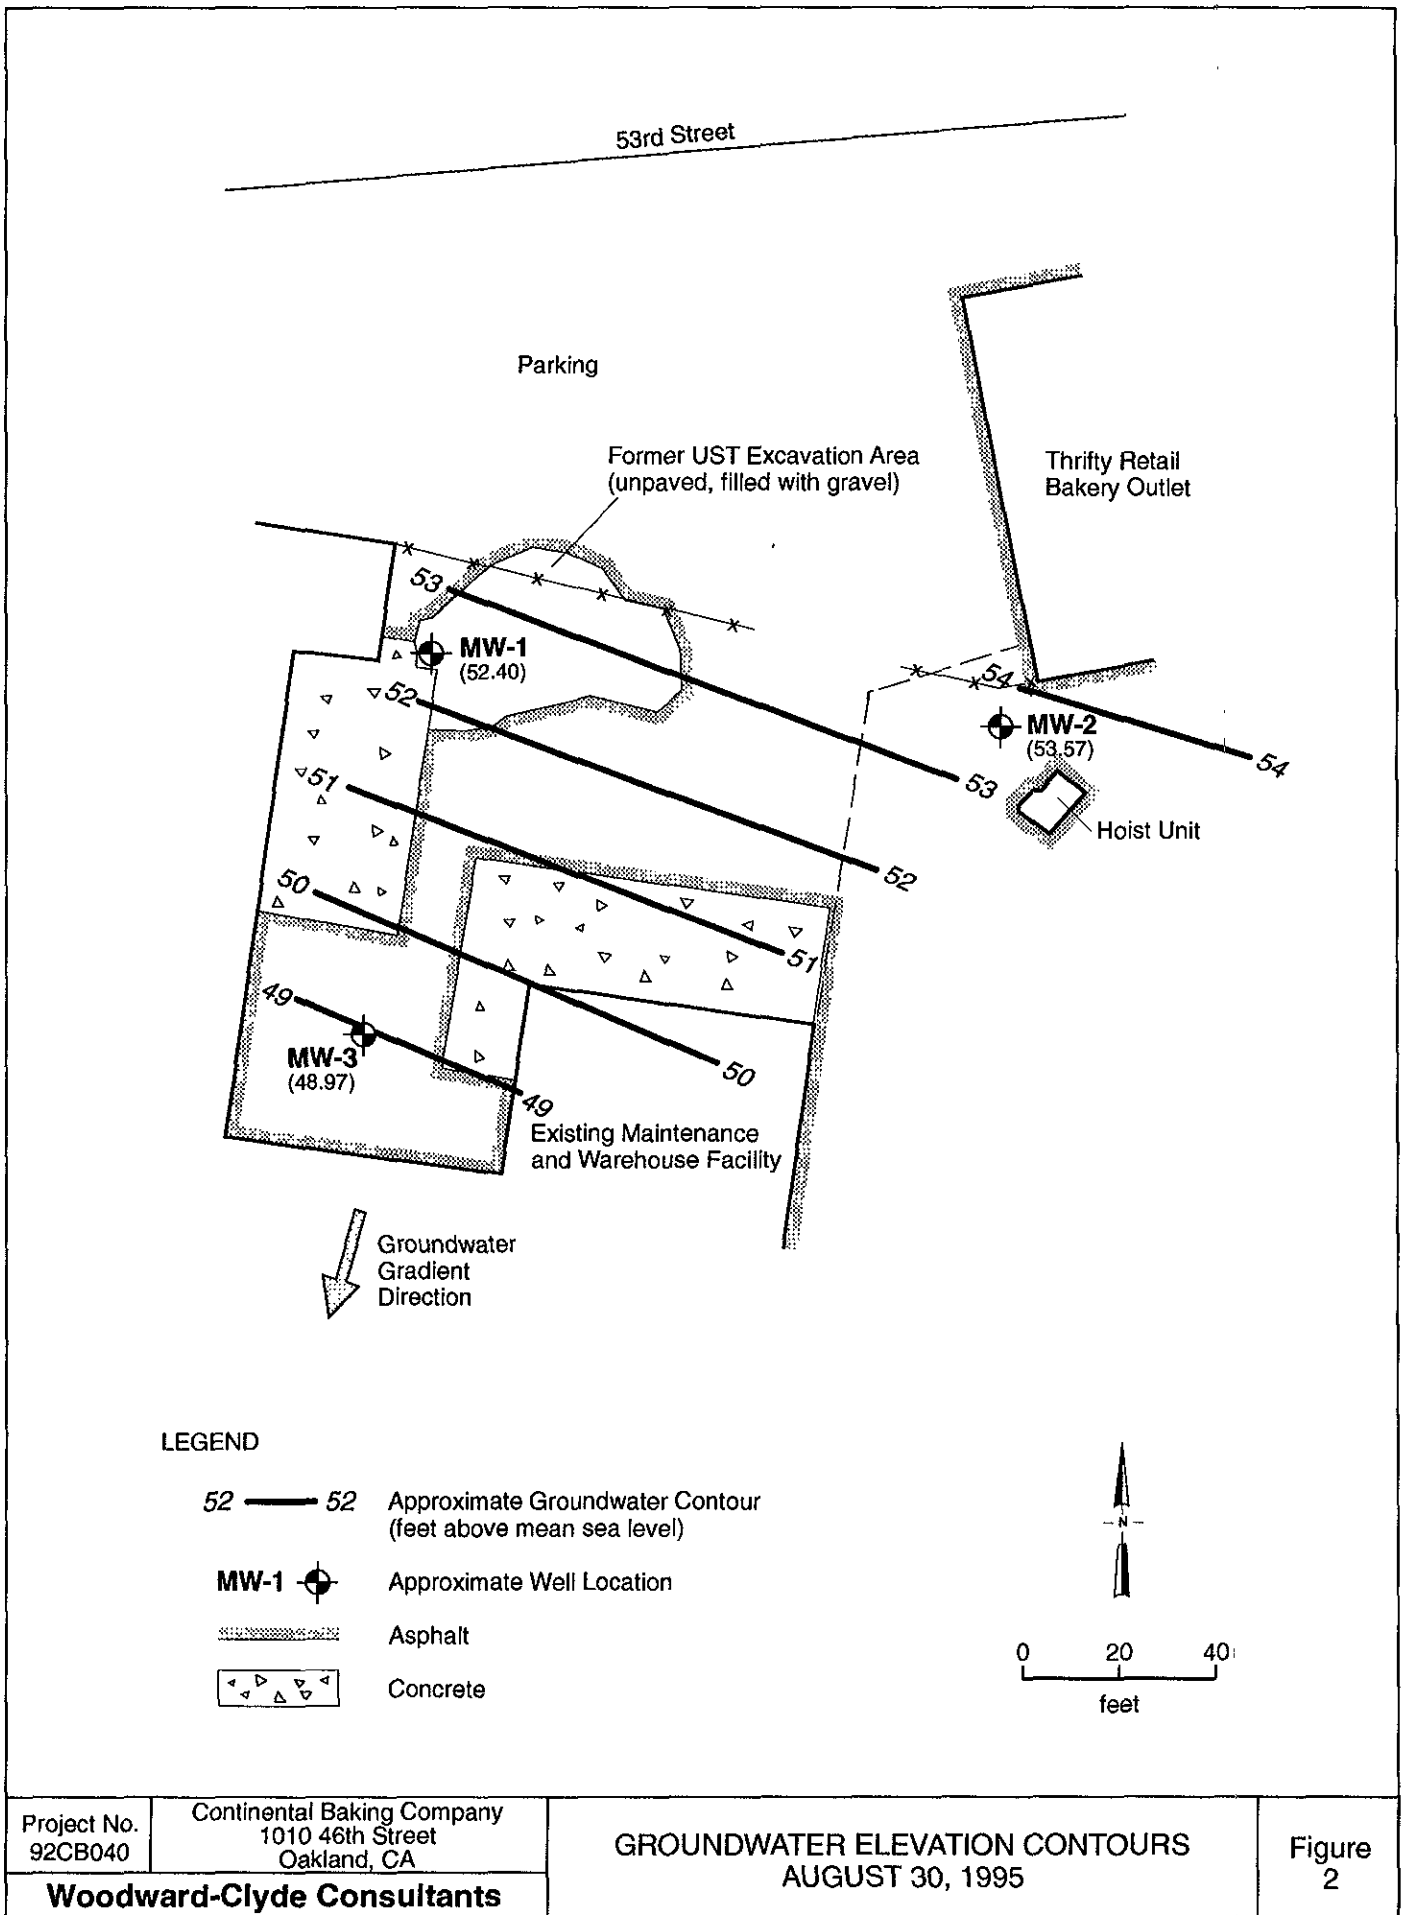 53rd Street
Parking
Former UST Excavation Area
(unpaved, filled with gravel)
Thrifty Retail
Bakery Outlet
53
MW-1
(52.40)
54
52
MW-2
(53.57)
54
51
53
Hoist Unit
50
52
51
49
MW-3
(48.97)
50
49
Existing Maintenance
and Warehouse Facility
Groundwater
Gradient
Direction
LEGEND
52 52 Approximate Groundwater Contour
(feet above mean sea level)
N
MW-1 Approximate Well Location
Asphalt
0 20 40
Concrete
feet
Project No.
92CB040
Continental Baking Company
1010 46th Street
Oakland, CA
Woodward-Clyde Consultants
GROUNDWATER ELEVATION CONTOURS
AUGUST 30, 1995
Figure
2